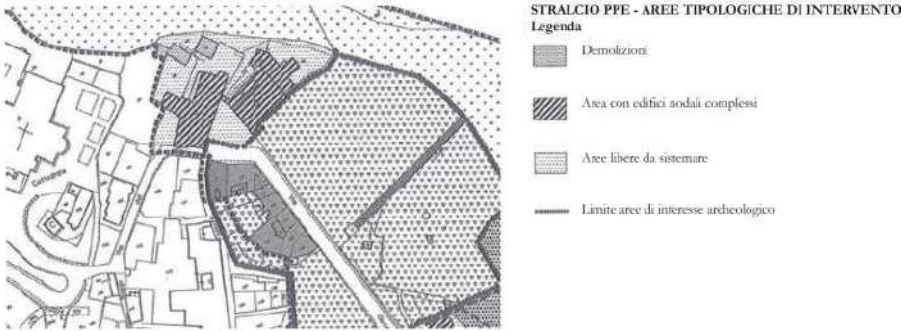 STRALCIO PPE - AREE TIPOLOGICHE DI INTERVENTO
Legenda
Demolizioni
Area con edifici nodali complessi
Aree libere da sistemare
Limite aree di interesse archeologico
Cattedrale